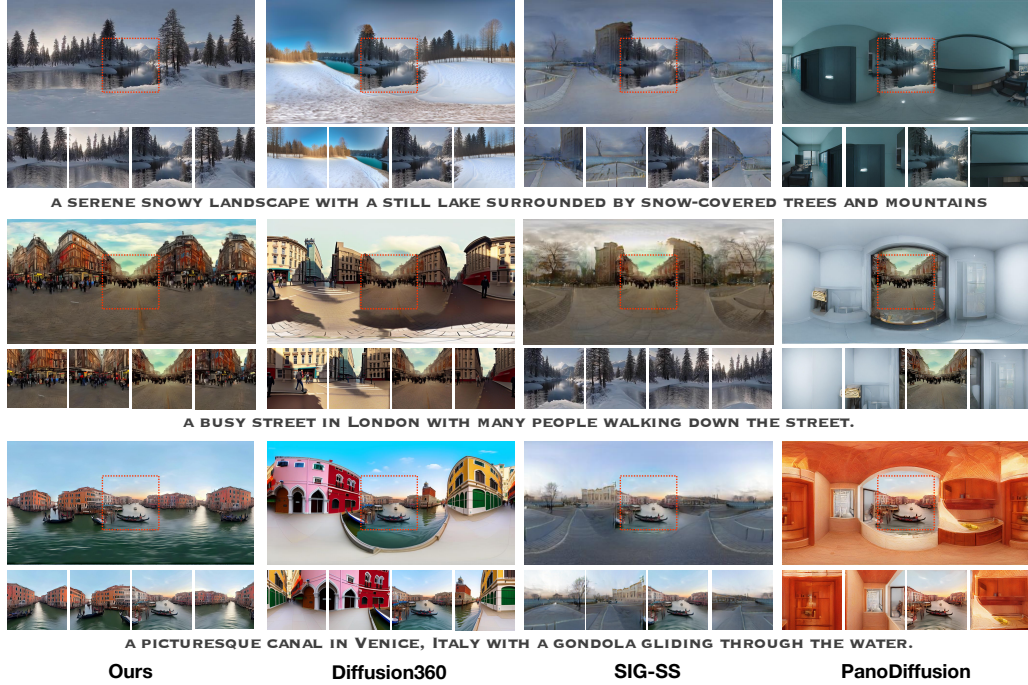 A SERENE SNOWY LANDSCAPE WITH A STILL LAKE SURROUNDED BY SNOW-COVERED TREES AND MOUNTAINS
A BUSY STREET IN LONDON WITH MANY PEOPLE WALKING DOWN THE STREET.
A PICTURESQUE CANAL IN VENICE, ITALY WITH A GONDOLA GLIDING THROUGH THE WATER.
Ours Diffusion360 SIG-SS PanoDiffusion